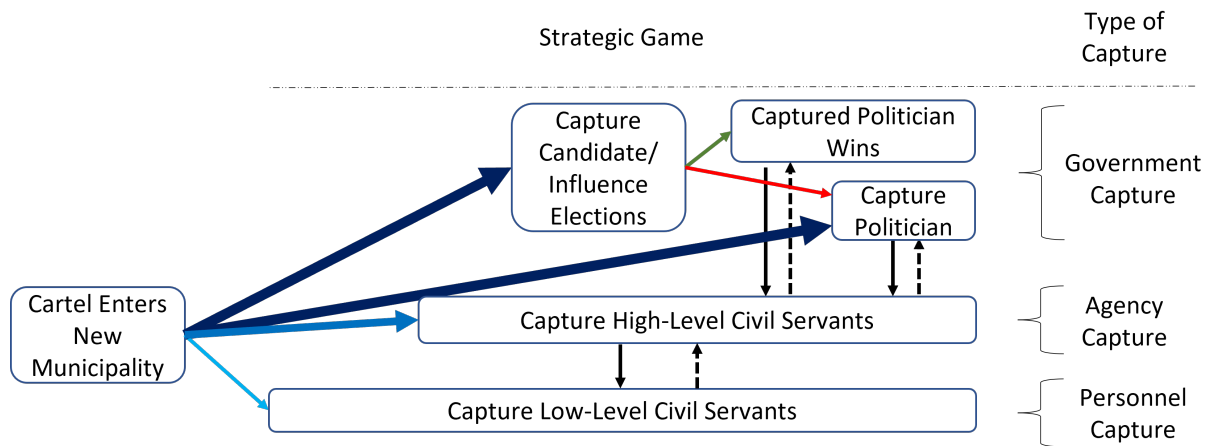 Strategic Game
Type of
Capture
Capture
Candidate/
Influence
Elections
Captured Politician
Wins
Capture
Politician
Government
Capture
Cartel Enters
New
Municipality
Capture High-Level Civil Servants
Agency
Capture
Capture Low-Level Civil Servants
Personnel
Capture